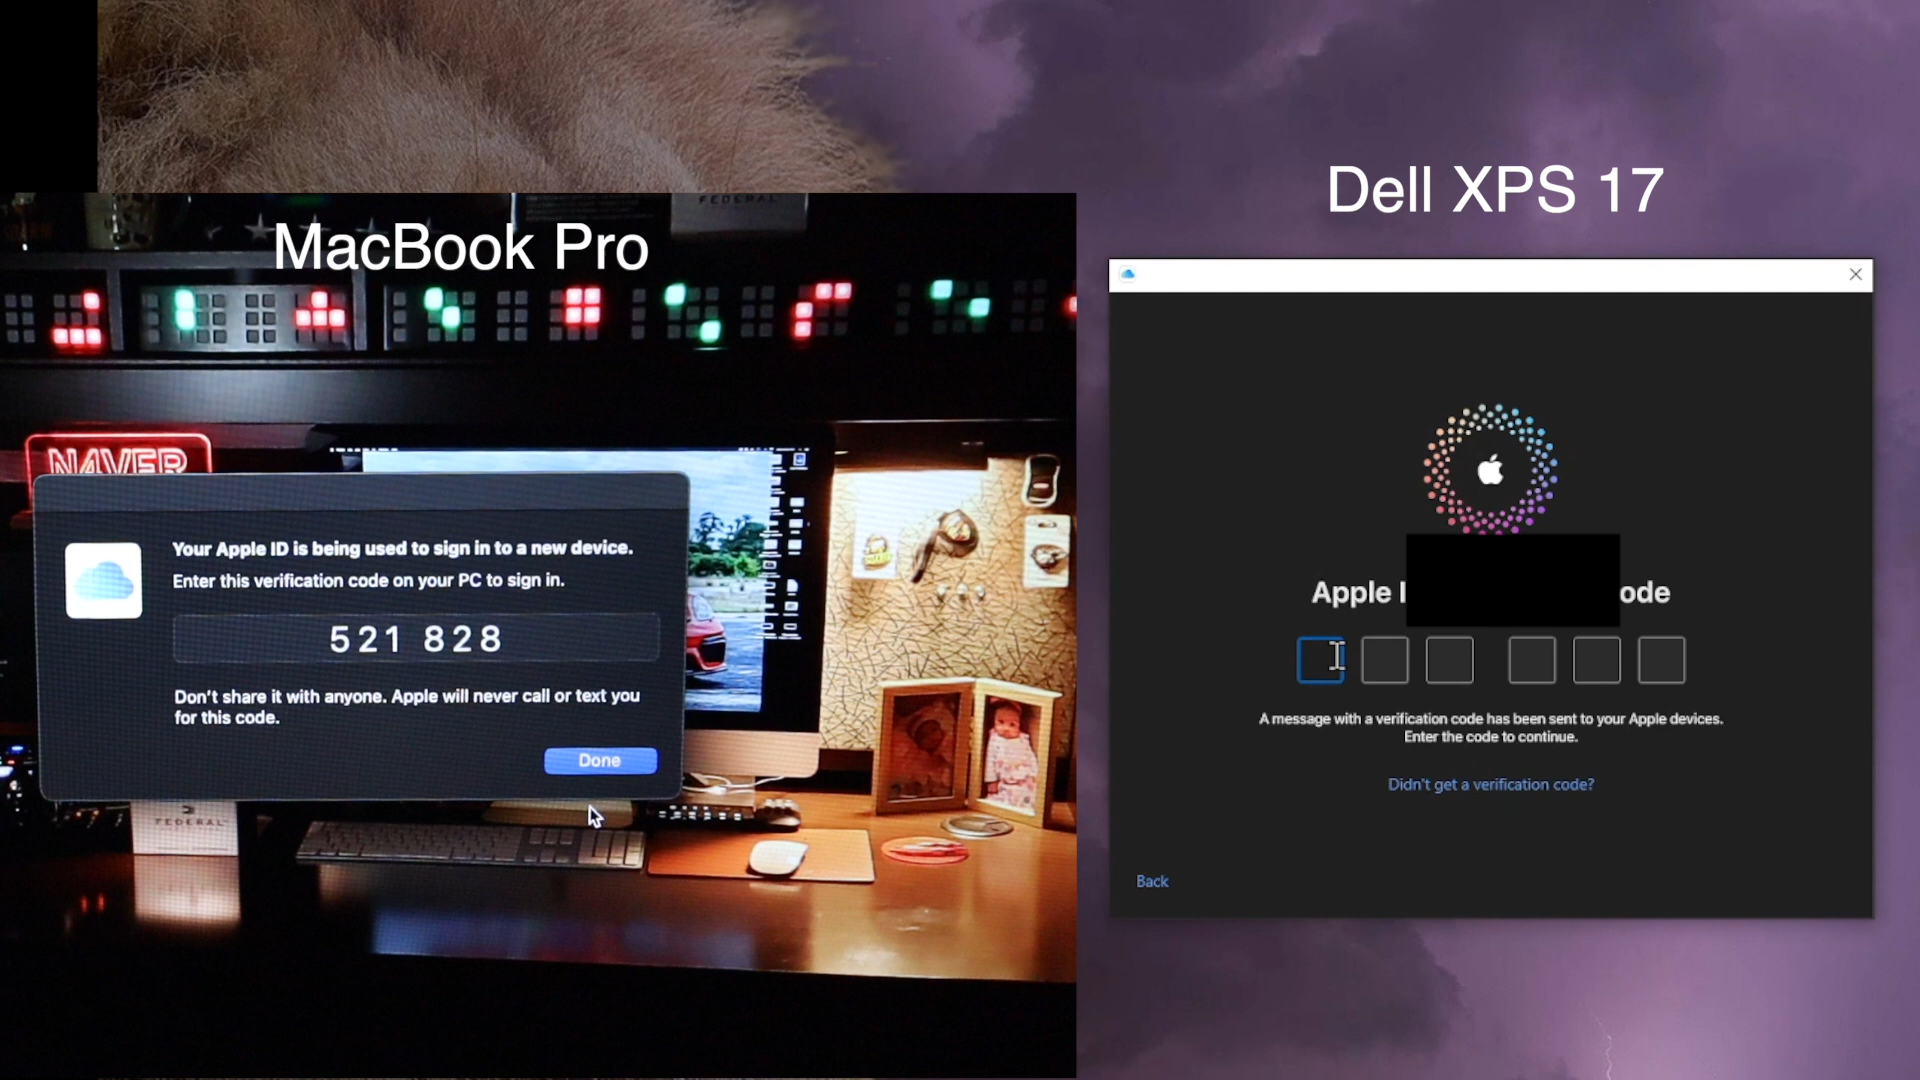 FEDERAL
MacBook Pro
NAVER
Your Apple ID is being used to sign in to a new device.
Enter this verification code on your PC to sign in.
521 828
Don't share it with anyone. Apple will never call or text you
for this code.
Done
FEDERAL
Dell XPS 17
Apple I
ode
A message with a verification code has been sent to your Apple devices.
Enter the code to continue.
Didn't get a verification code?
Back